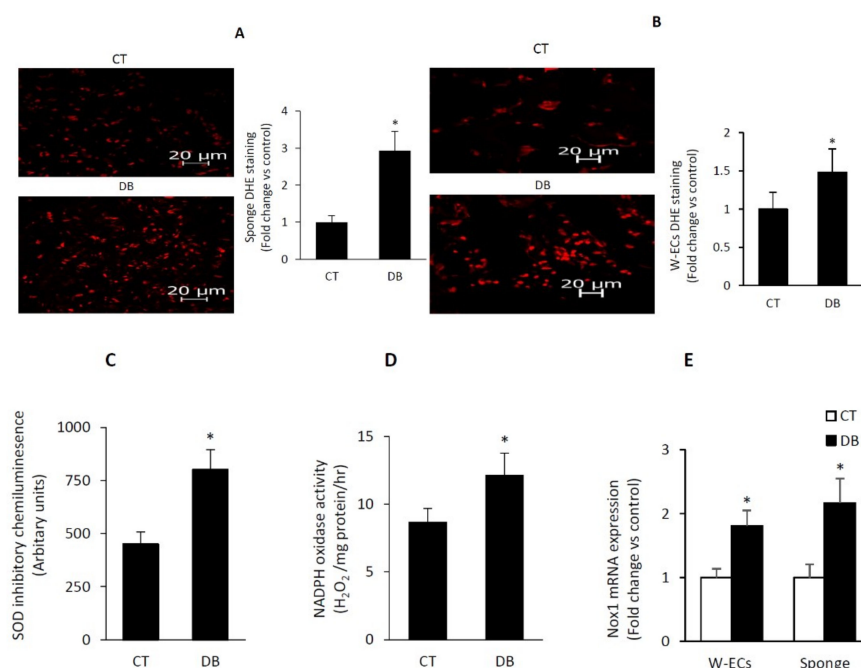 A
CT
20 µm
DB
20 µm
Sponge DHE staining
(Fold change vs control)
4
3
2
1
0
*
CT
DB
B
CT
20 µm
DB
20 µm
W-ECs DHE staining
(Fold change vs control)
2
1.5
1
0.5
0
*
CT
DB
C
SOD inhibitory chemiluminesence
(Arbitary units)
1000
750
500
250
0
*
CT
DB
D
NADPH oxidase activity
(H₂O₂ /mg protein/hr)
15
10
5
0
*
CT
DB
E
CT
DB
Nox1 mRNA expression
(Fold change vs control)
3
2
1
0
*
*
W-ECs
Sponge